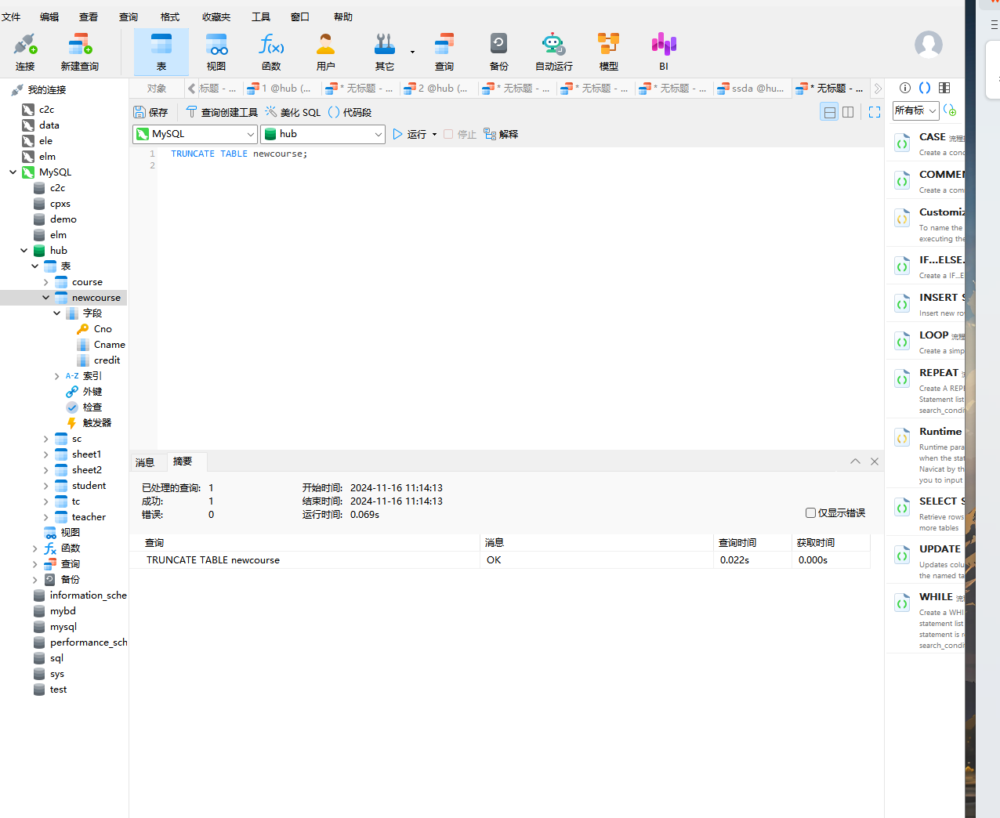 文件 编辑 查看 查询 格式 收藏夹 工具 窗口 帮助
连接 新建查询 表 视图 函数 用户 其它 查询 备份 自动运行 模型 BI
我的连接
c2c
data
ele
elm
MySQL
c2c
cpxs
demo
elm
hub
表
course
newcourse
字段
Cno
Cname
credit
A-Z 索引
外键
检查
触发器
sc
sheet1
sheet2
student
tc
teacher
视图
函数
查询
备份
information_sche
mybd
mysql
performance_sch
sql
sys
test
对象 标题 - ... 1 @hub (... * 无标题 - ... 2 @hub (... * 无标题 - ... * 无标题 - ... * 无标题 - ... ssda @hu... * 无标题 - ...
保存 查询创建工具 美化 SQL () 代码段
MySQL hub 运行 停止 解释
1 TRUNCATE TABLE newcourse;
2
消息 摘要
已处理的查询: 1 开始时间: 2024-11-16 11:14:13
成功: 1 结束时间: 2024-11-16 11:14:13
错误: 0 运行时间: 0.069s
仅显示错误
查询 消息 查询时间 获取时间
TRUNCATE TABLE newcourse OK 0.022s 0.000s
所有标
CASE 流程
Create a con
COMME
Create a com
Customiz
To name the
executing the
IF...ELSE.
Create a IF...E
INSERT S
Insert new ro
LOOP 流程
Create a simp
REPEAT
Create A REP
Statement list
search_condi
Runtime
Runtime para
when the stat
Navicat by th
you to input
SELECT S
Retrieve rows
more tables
UPDATE
Updates colu
the named ta
WHILE 流程
Create a WHI
statement list
statement is r
search_condi